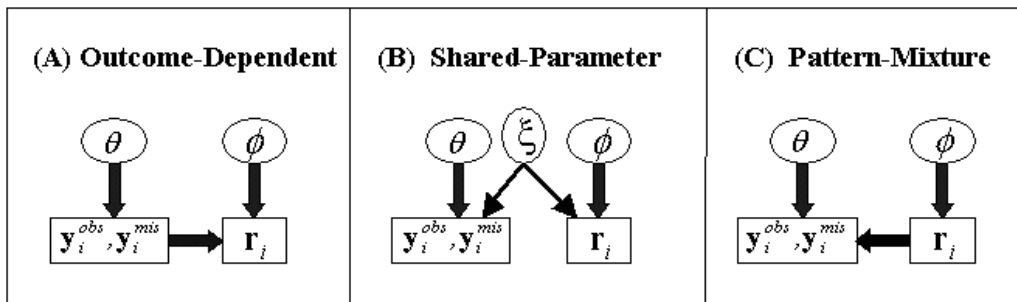 (A) Outcome-Dependent
θ ϕ
y_i^{obs}, y_i^{mis} r_i
(B) Shared-Parameter
θ ξ ϕ
y_i^{obs}, y_i^{mis} r_i
(C) Pattern-Mixture
θ ϕ
y_i^{obs}, y_i^{mis} r_i